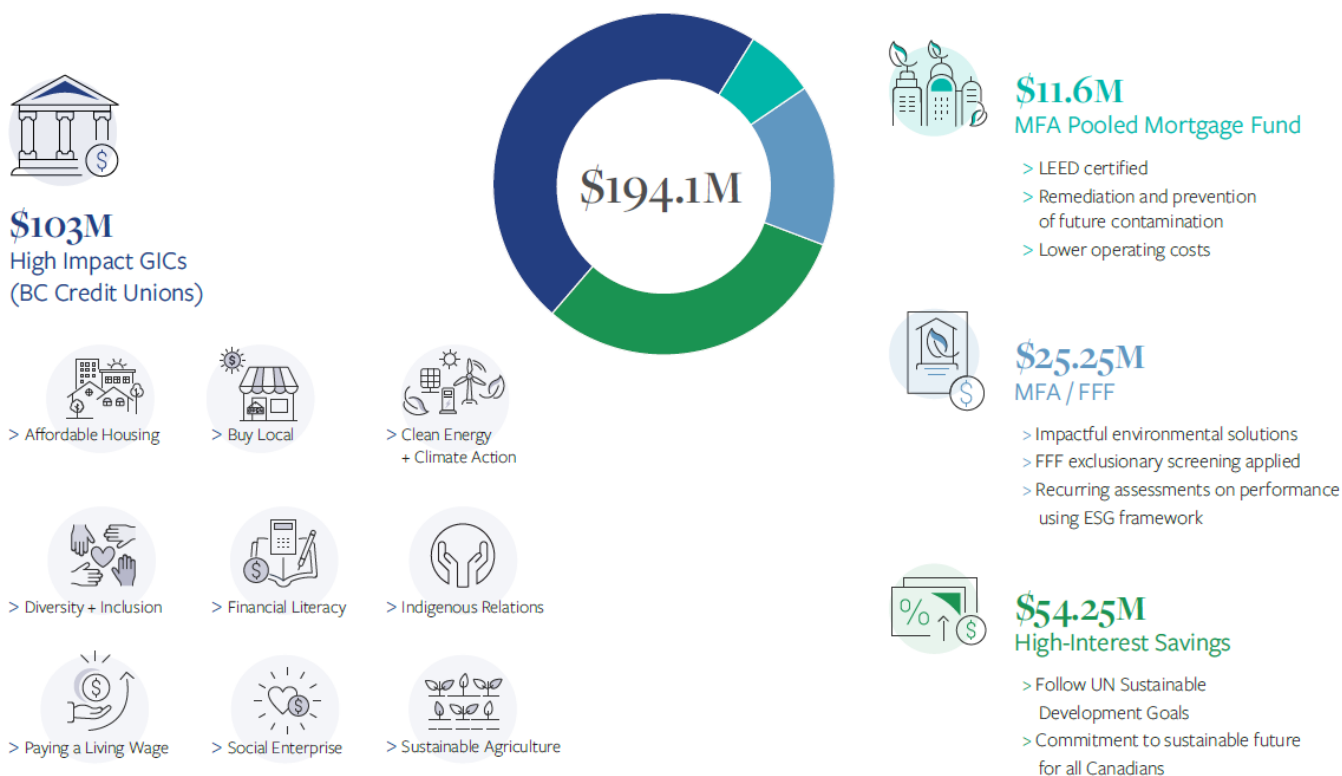 $194.1M
$103M
High Impact GICs
(BC Credit Unions)
> Affordable Housing
> Buy Local
> Clean Energy
+ Climate Action
> Diversity + Inclusion
> Financial Literacy
> Indigenous Relations
> Paying a Living Wage
> Social Enterprise
> Sustainable Agriculture
$11.6M
MFA Pooled Mortgage Fund
> LEED certified
> Remediation and prevention
of future contamination
> Lower operating costs
$25.25M
MFA / FFF
> Impactful environmental solutions
> FFF exclusionary screening applied
> Recurring assessments on performance
using ESG framework
$54.25M
High-Interest Savings
> Follow UN Sustainable
Development Goals
> Commitment to sustainable future
for all Canadians